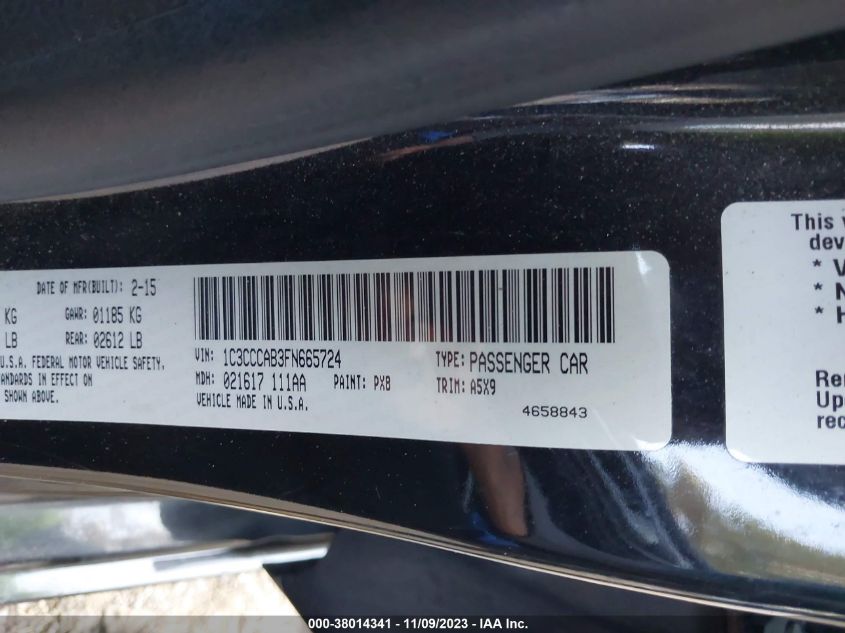 DATE OF MFR(BUILT): 2-15
KG GAWR: 01185 KG
LB REAR: 02612 LB
U.S.A. FEDERAL MOTOR VEHICLE SAFETY.
TANDARDS IN EFFECT ON
SHOWN ABOVE.
VIN: 1C3CCCAB3FN665724 TYPE: PASSENGER CAR
MDH: 021617 111AA PAINT: PX8 TRIM: A5X9
VEHICLE MADE IN U.S.A.
4658843
This v
dev
* V
* N
* H
Ren
Up
rec
000-38014341 - 11/09/2023 - IAA Inc.